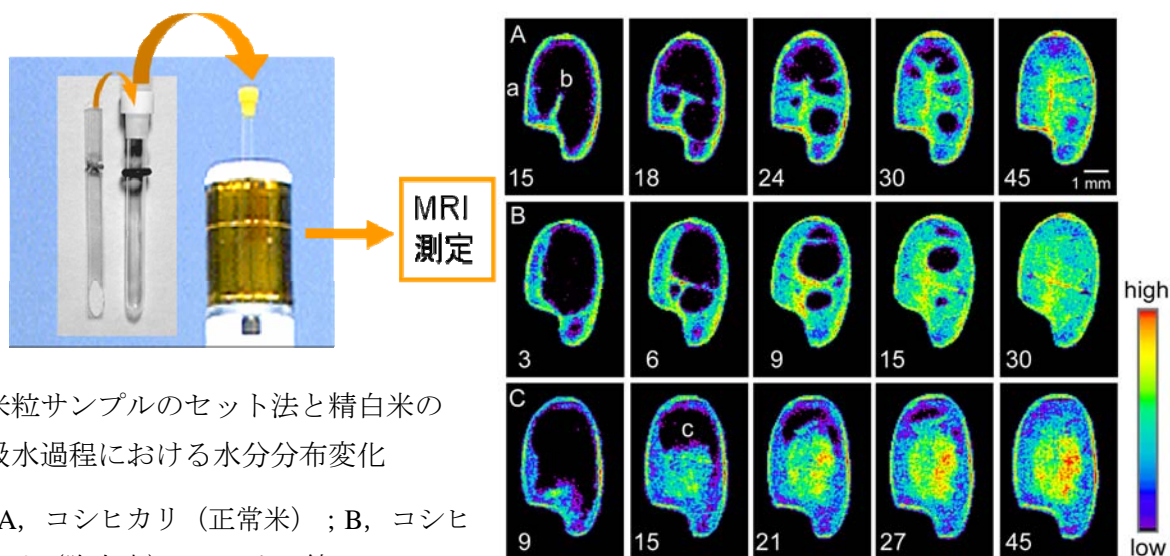 MRI
測定
A
a
b
15
18
24
30
45
1 mm
B
3
6
9
15
30
C
c
9
15
21
27
45
high
low
米粒サンプルのセット法と精白米の
吸水過程における水分分布変化
A, コシヒカリ（正常米）; B, コシヒ